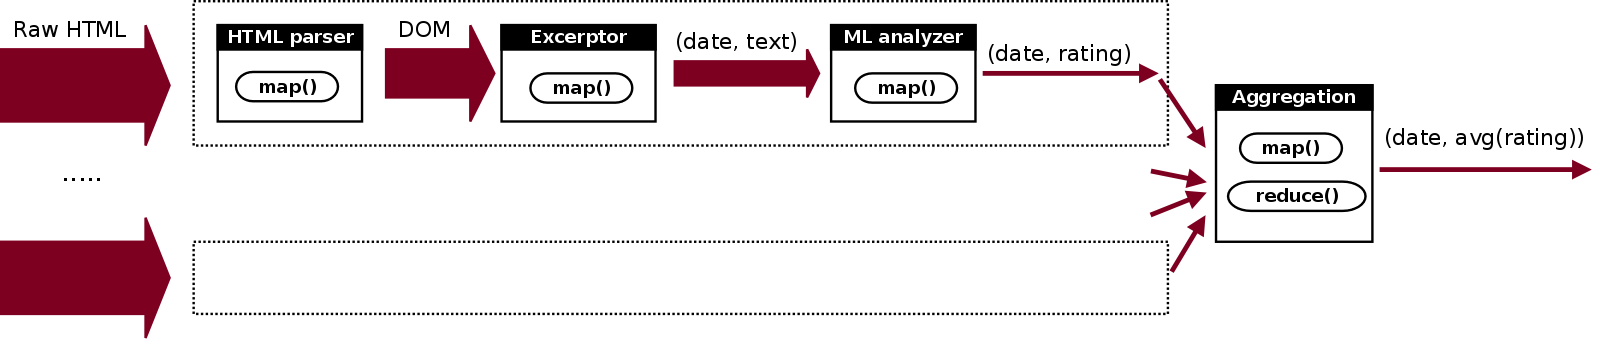 Raw HTML
HTML parser
map()
DOM
Excerptor
map()
(date, text)
ML analyzer
map()
(date, rating)
.....
Aggregation
map()
reduce()
(date, avg(rating))